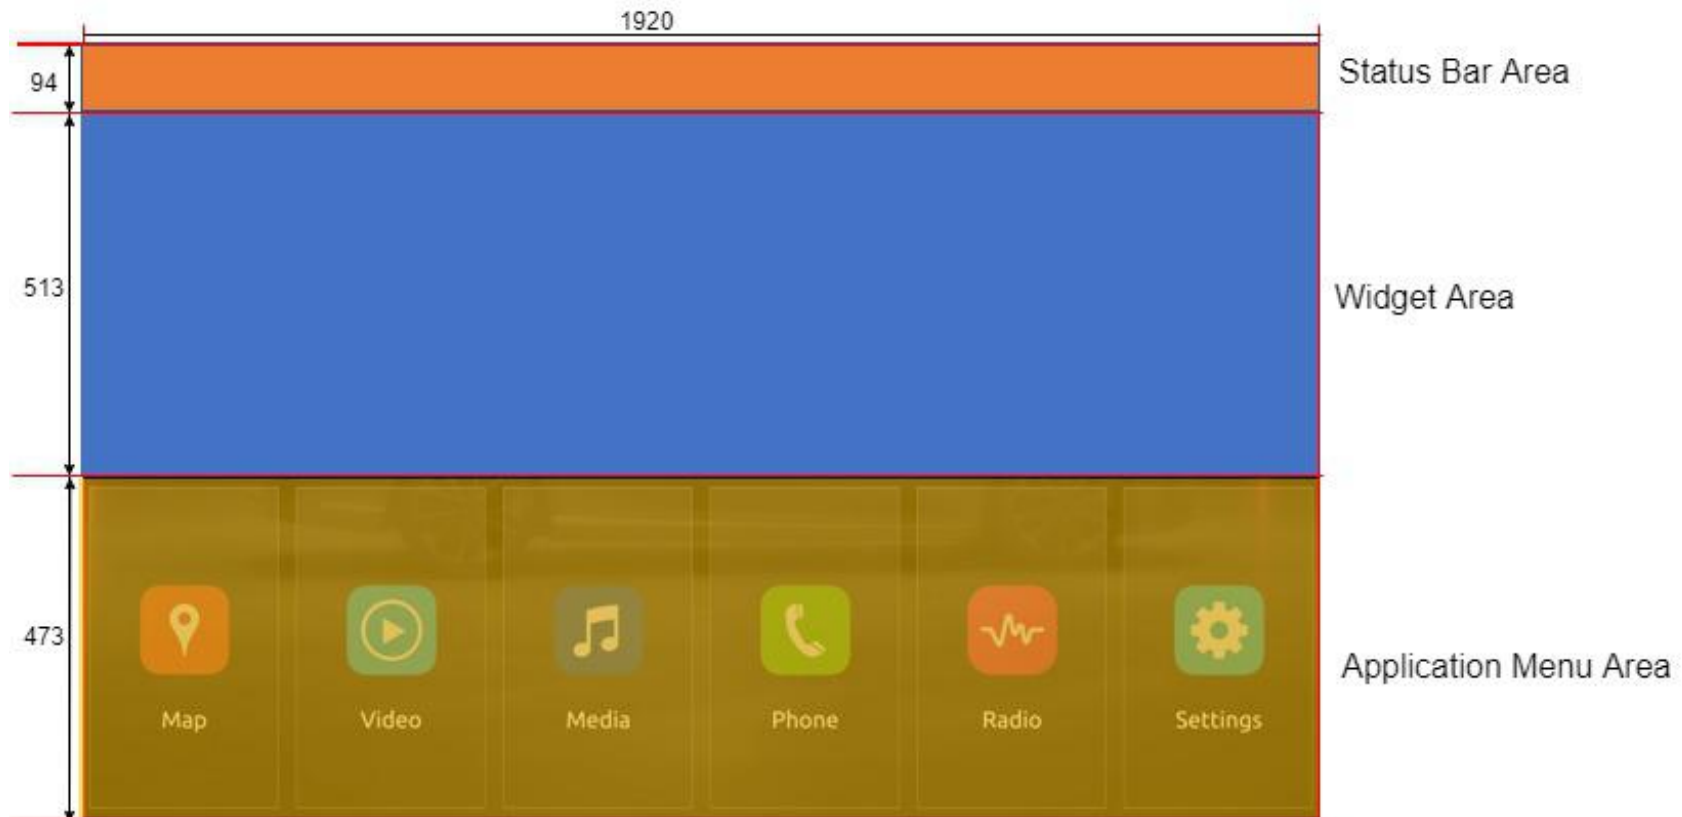 1920
94
Status Bar Area
513
Widget Area
473
Map
Video
Media
Phone
Radio
Settings
Application Menu Area